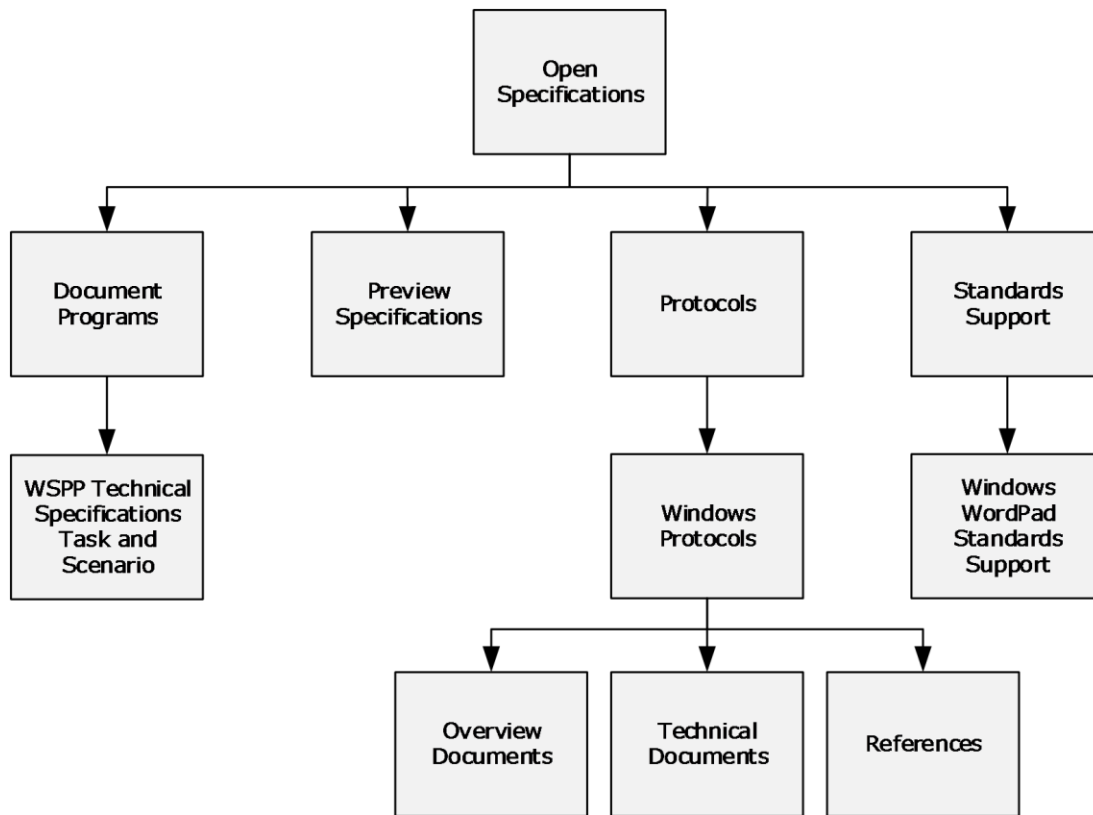 Open
Specifications
Document
Programs
Preview
Specifications
Protocols
Standards
Support
WSPP Technical
Specifications
Task and
Scenario
Windows
Protocols
Windows
WordPad
Standards
Support
Overview
Documents
Technical
Documents
References